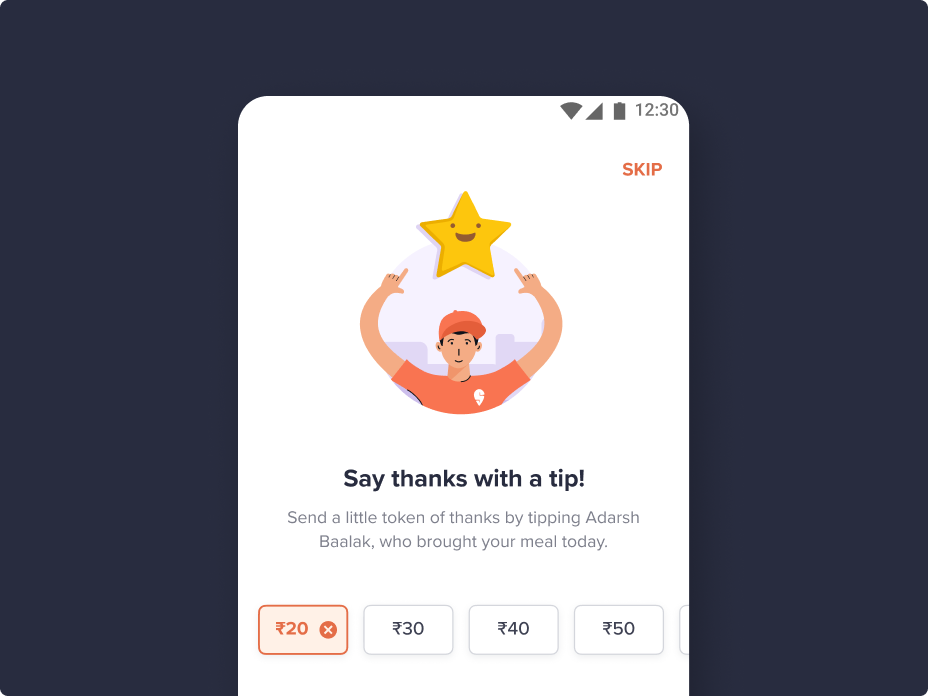 12:30
SKIP
Say thanks with a tip!
Send a little token of thanks by tipping Adarsh
Baalak, who brought your meal today.
₹20 ₹30 ₹40 ₹50